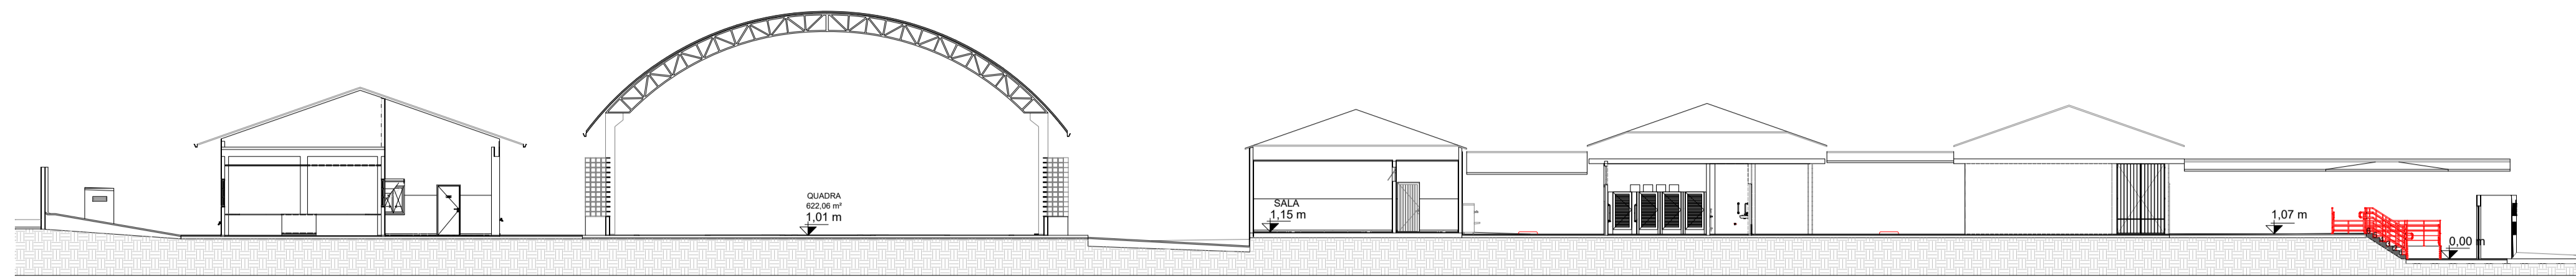 QUADRA
622,06 m²
1,01 m
SALA
1,15 m
1,07 m
0,00 m